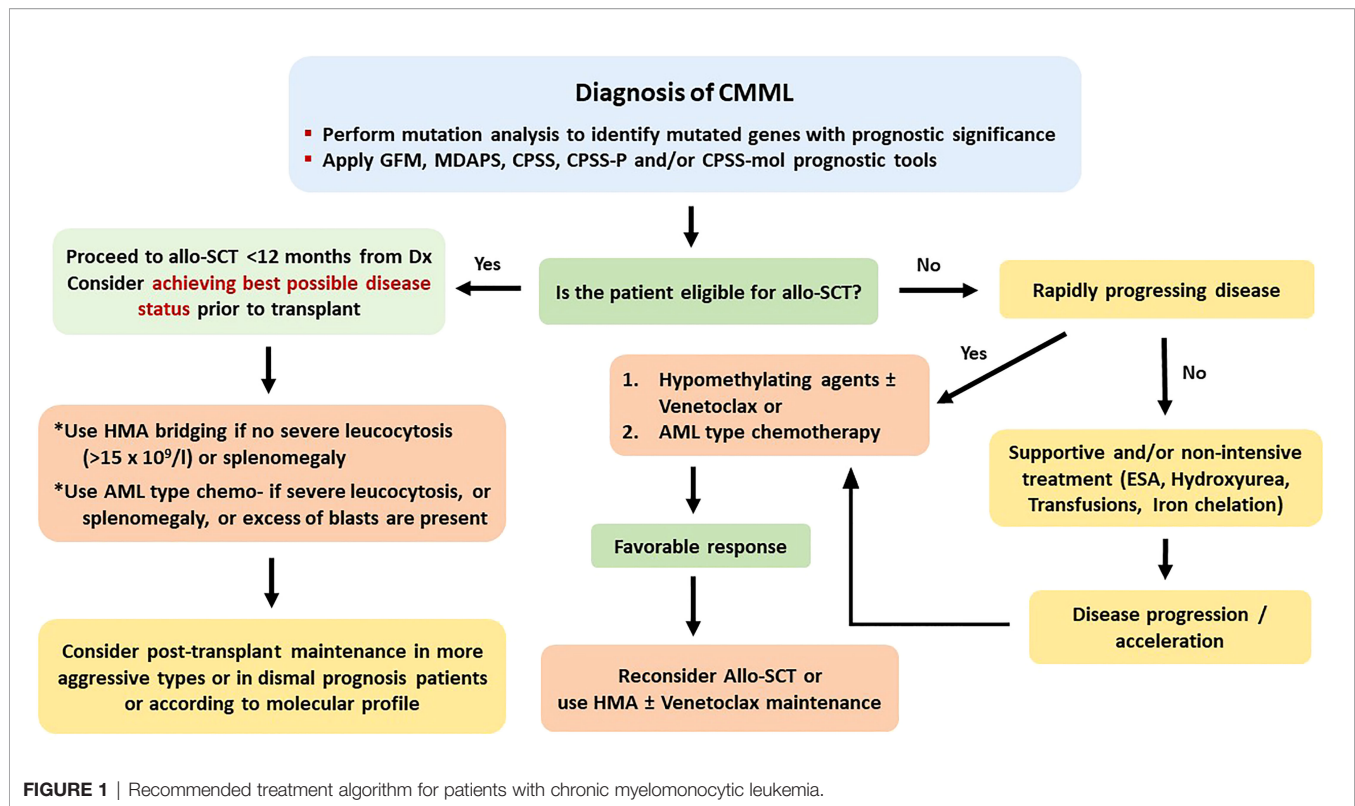 Diagnosis of CMML
▪ Perform mutation analysis to identify mutated genes with prognostic significance
▪ Apply GFM, MDAPS, CPSS, CPSS-P and/or CPSS-mol prognostic tools
Proceed to allo-SCT <12 months from Dx
Consider achieving best possible disease
status prior to transplant
Yes
Is the patient eligible for allo-SCT?
No
Rapidly progressing disease
Yes
No
*Use HMA bridging if no severe leucocytosis
(>15 x 10⁹/l) or splenomegaly
*Use AML type chemo- if severe leucocytosis, or
splenomegaly, or excess of blasts are present
1. Hypomethylating agents ±
Venetoclax or
2. AML type chemotherapy
Supportive and/or non-intensive
treatment (ESA, Hydroxyurea,
Transfusions, Iron chelation)
Favorable response
Disease progression /
acceleration
Consider post-transplant maintenance in more
aggressive types or in dismal prognosis patients
or according to molecular profile
Reconsider Allo-SCT or
use HMA ± Venetoclax maintenance
FIGURE 1 | Recommended treatment algorithm for patients with chronic myelomonocytic leukemia.